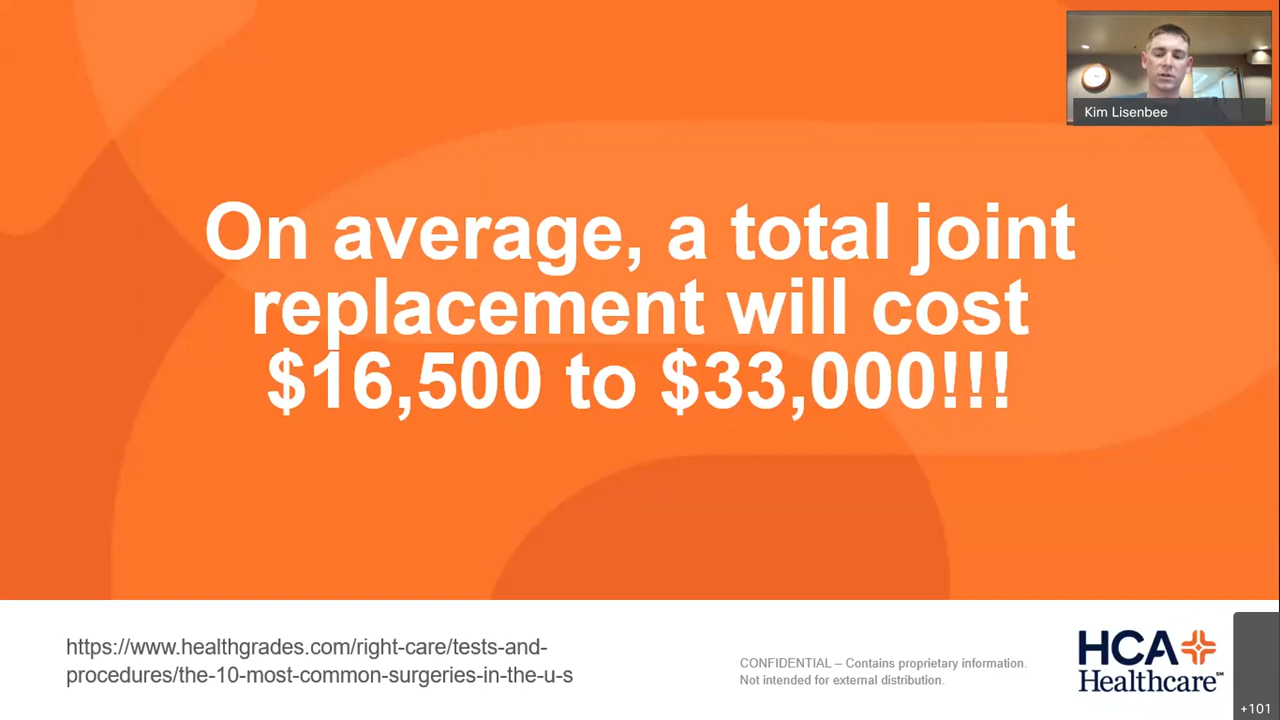 Kim Lisenbee
On average, a total joint
replacement will cost
$16,500 to $33,000!!!
https://www.healthgrades.com/right-care/tests-and-
procedures/the-10-most-common-surgeries-in-the-u-s
CONFIDENTIAL – Contains proprietary information.
Not intended for external distribution.
HCA
Healthcare℠
+101